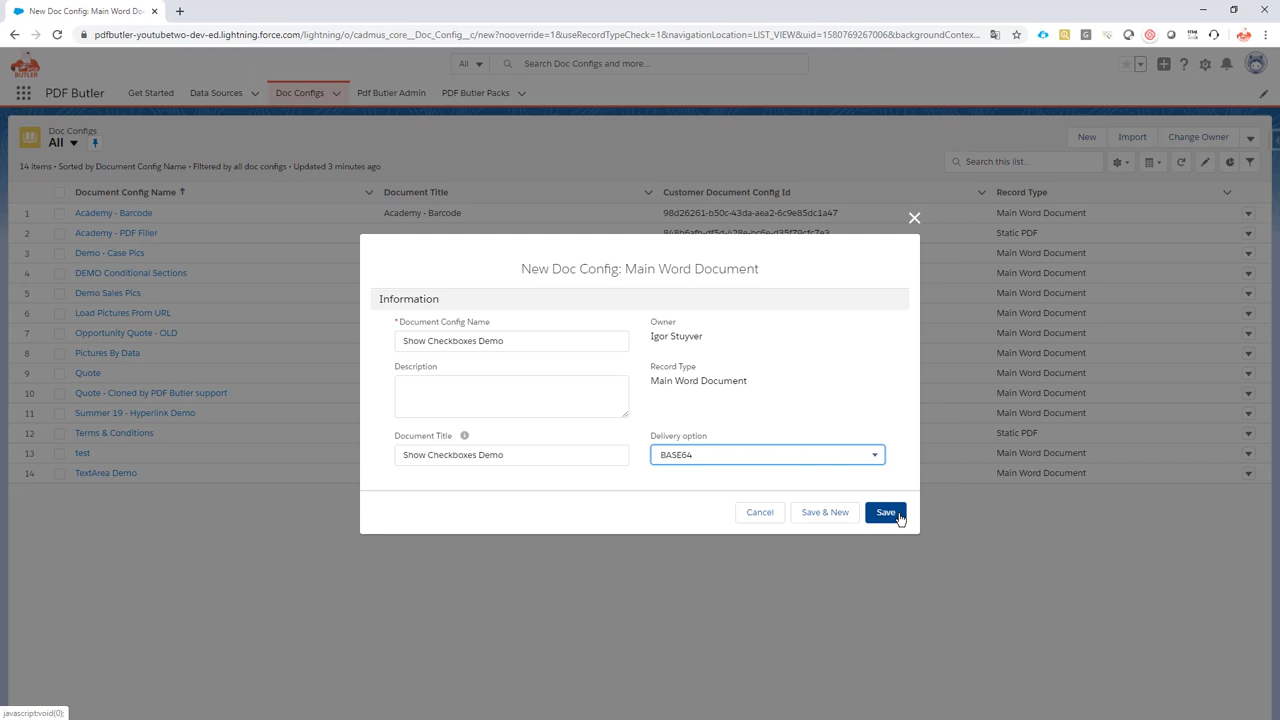 New Doc Config: Main Word Doc
pdfbutler-youtubetwo-dev-ed.lightning.force.com/lightning/o/cadmus_core__Doc_Config__c/new?nooverride=1&useRecordTypeCheck=1&navigationLocation=LIST_VIEW&uid=1580769267006&backgroundContex...
BUTLER
All
Search Doc Configs and more...
PDF Butler
Get Started
Data Sources
Doc Configs
Pdf Butler Admin
PDF Butler Packs
Doc Configs
All
New
Import
Change Owner
14 items • Sorted by Document Config Name • Filtered by all doc configs • Updated 3 minutes ago
Search this list...
Document Config Name
Document Title
Customer Document Config Id
Record Type
1 Academy - Barcode Academy - Barcode 98d26261-b50c-43da-aea2-6c9e85dc1a47 Main Word Document
2 Academy - PDF Filler Static PDF
3 Demo - Case Pics Main Word Document
4 DEMO Conditional Sections Main Word Document
5 Demo Sales Pics Main Word Document
6 Load Pictures From URL Main Word Document
7 Opportunity Quote - OLD Main Word Document
8 Pictures By Data Main Word Document
9 Quote Main Word Document
10 Quote - Cloned by PDF Butler support Main Word Document
11 Summer 19 - Hyperlink Demo Main Word Document
12 Terms & Conditions Static PDF
13 test Main Word Document
14 TextArea Demo Main Word Document
New Doc Config: Main Word Document
Information
* Document Config Name
Show Checkboxes Demo
Owner
Igor Stuyver
Description
Record Type
Main Word Document
Document Title
Show Checkboxes Demo
Delivery option
BASE64
Cancel
Save & New
Save
javascript:void(0);